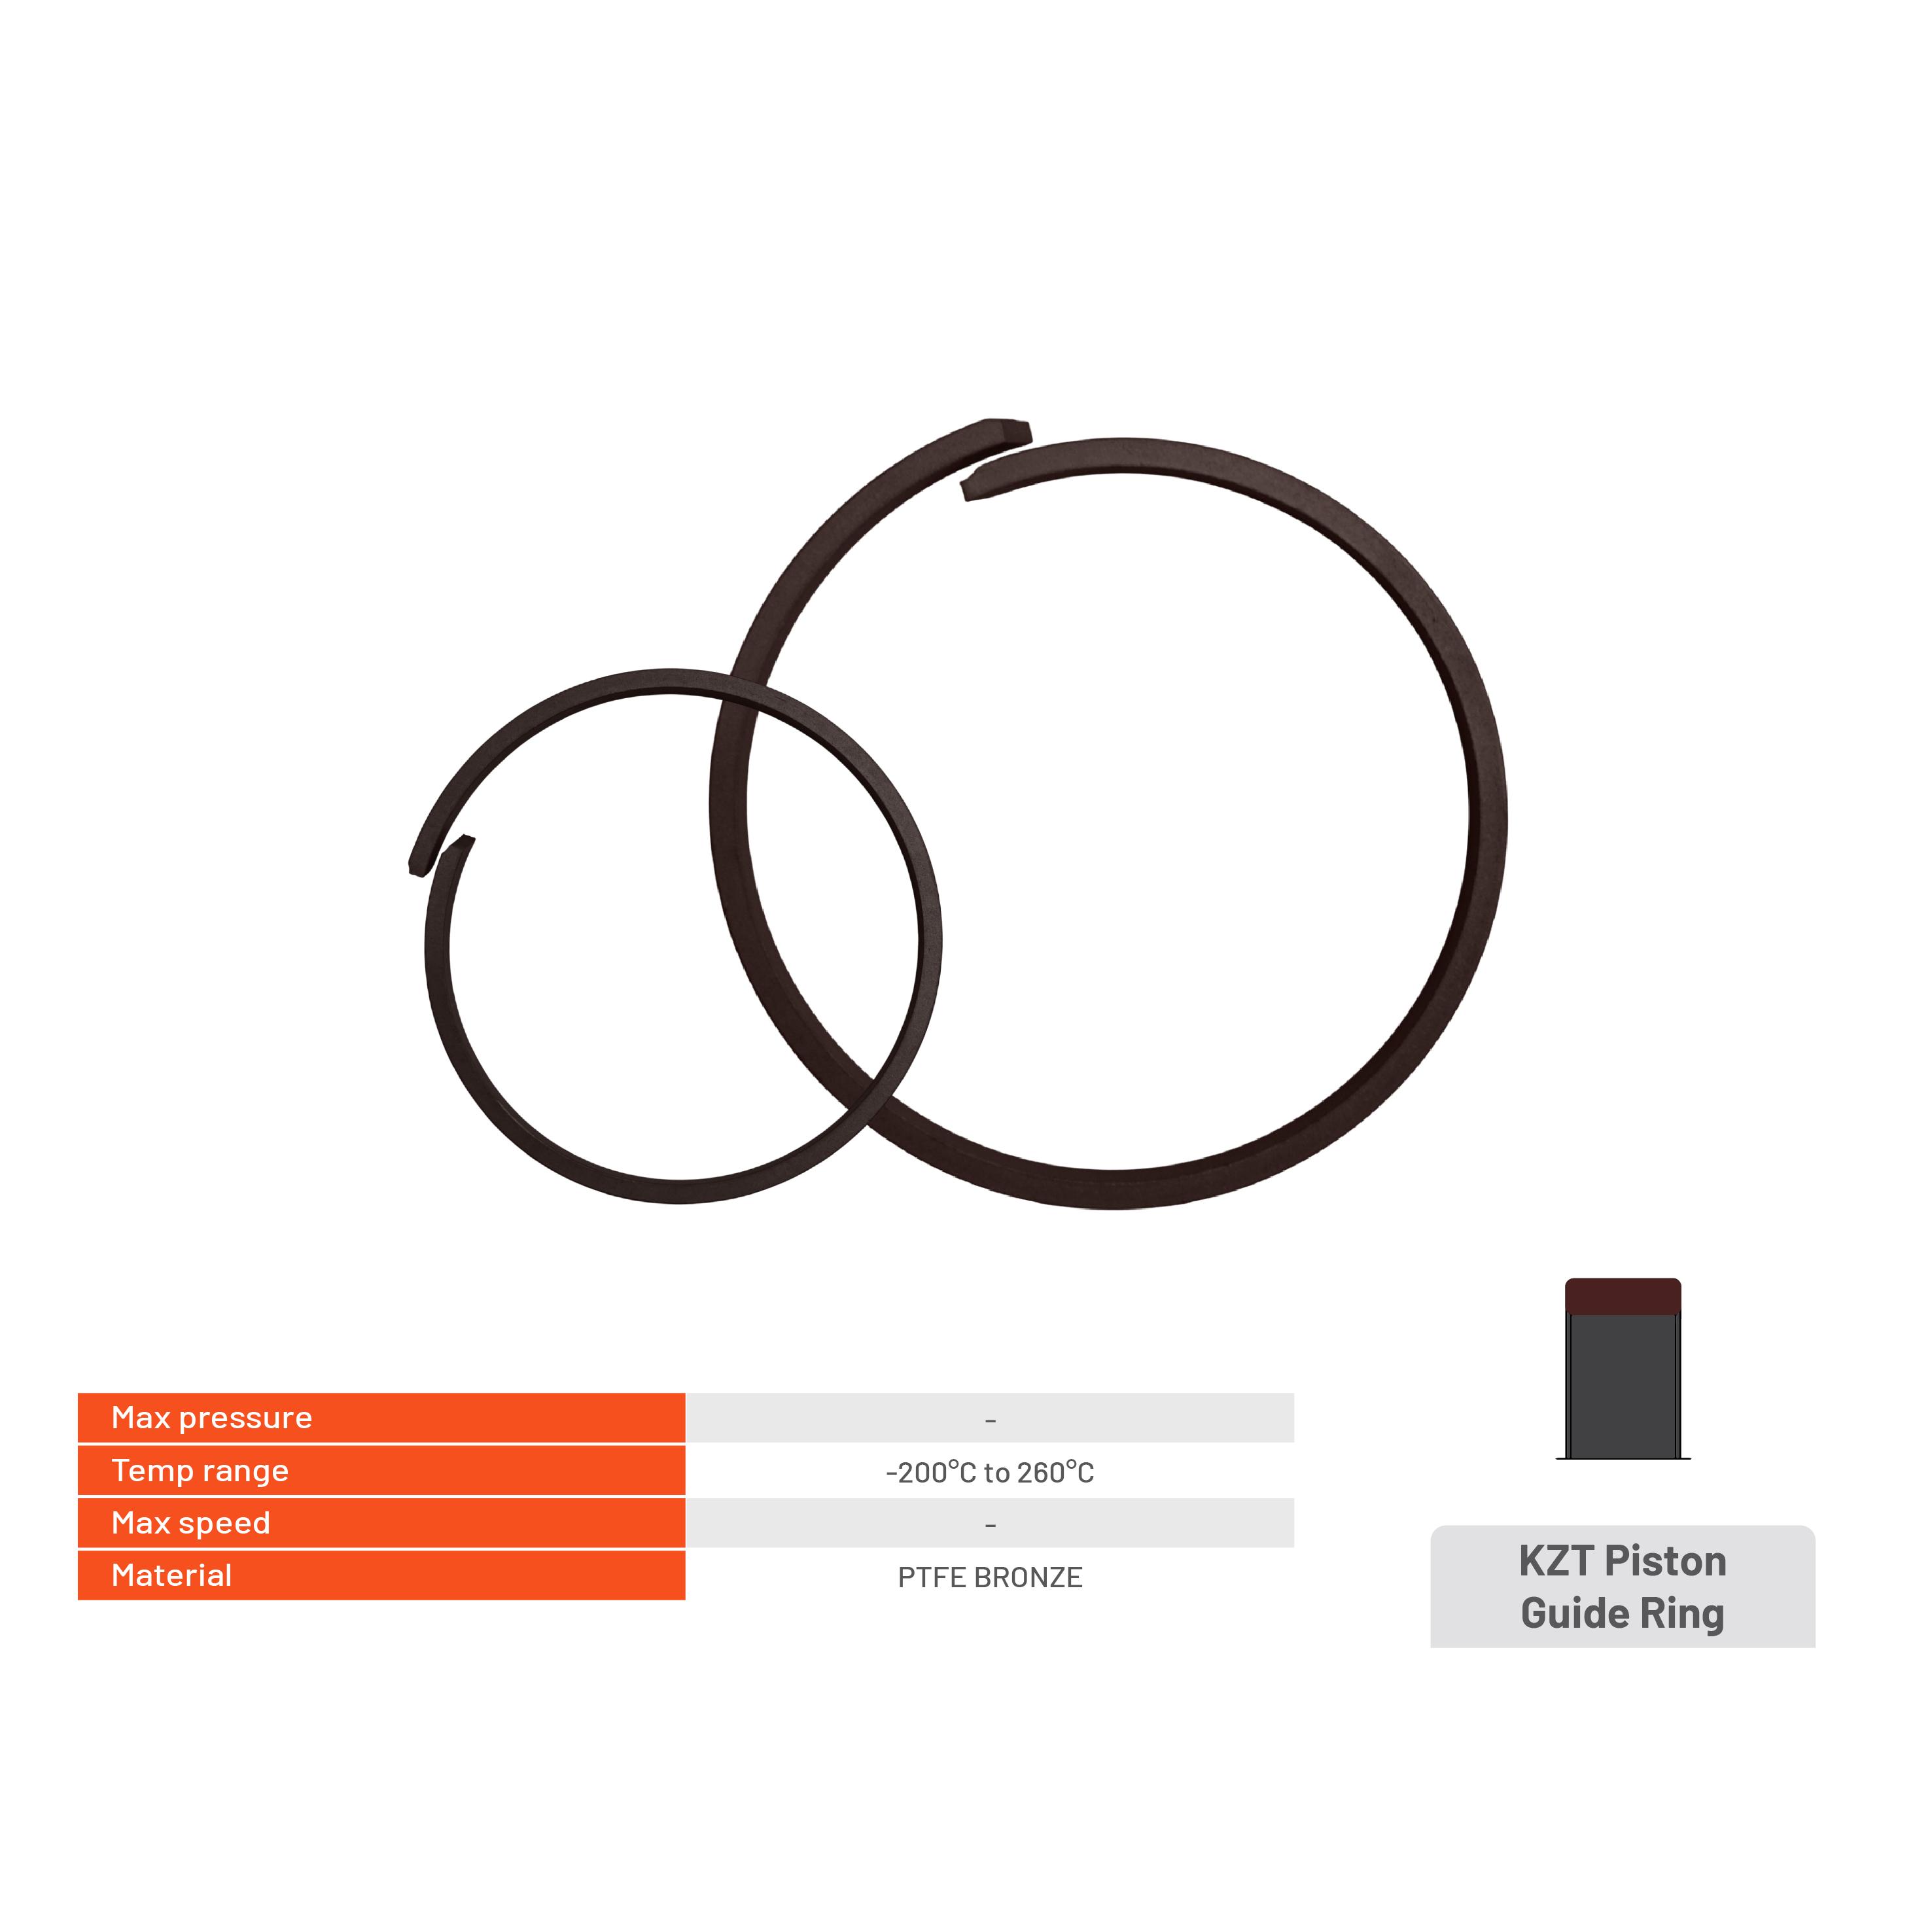 Max pressure -
Temp range -200°C to 260°C
Max speed -
Material PTFE BRONZE
KZT Piston
Guide Ring